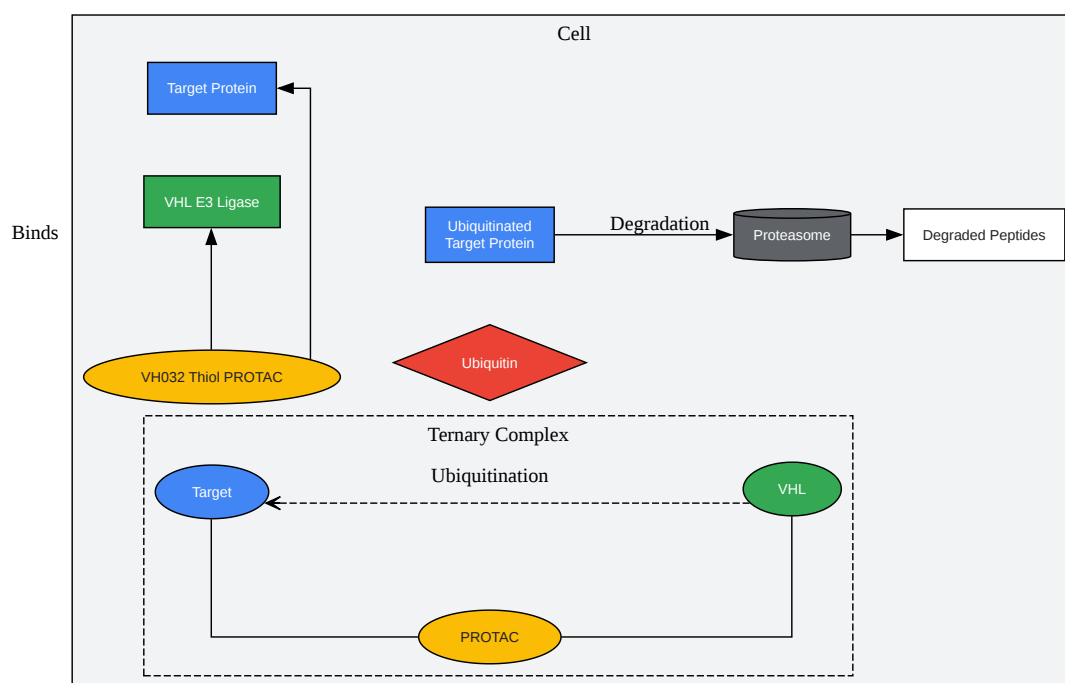 Cell
Target Protein
VHL E3 Ligase
Binds
Ubiquitinated
Target Protein
Degradation
Proteasome
Degraded Peptides
VH032 Thiol PROTAC
Ubiquitin
Ternary Complex
Ubiquitination
Target
VHL
PROTAC